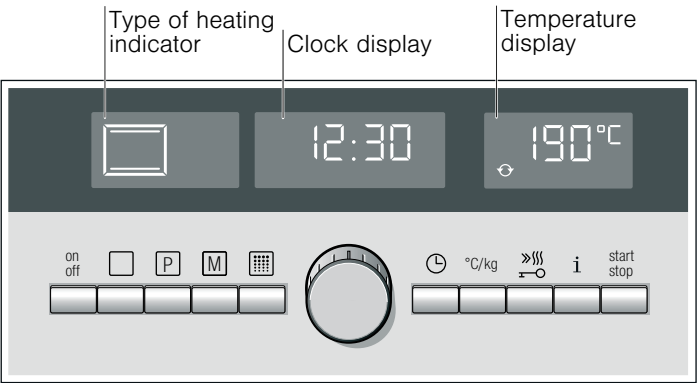 Type of heating
indicator
Clock display
Temperature
display
12:30
190°C
on
off
P
M
°C/kg
i
start
stop